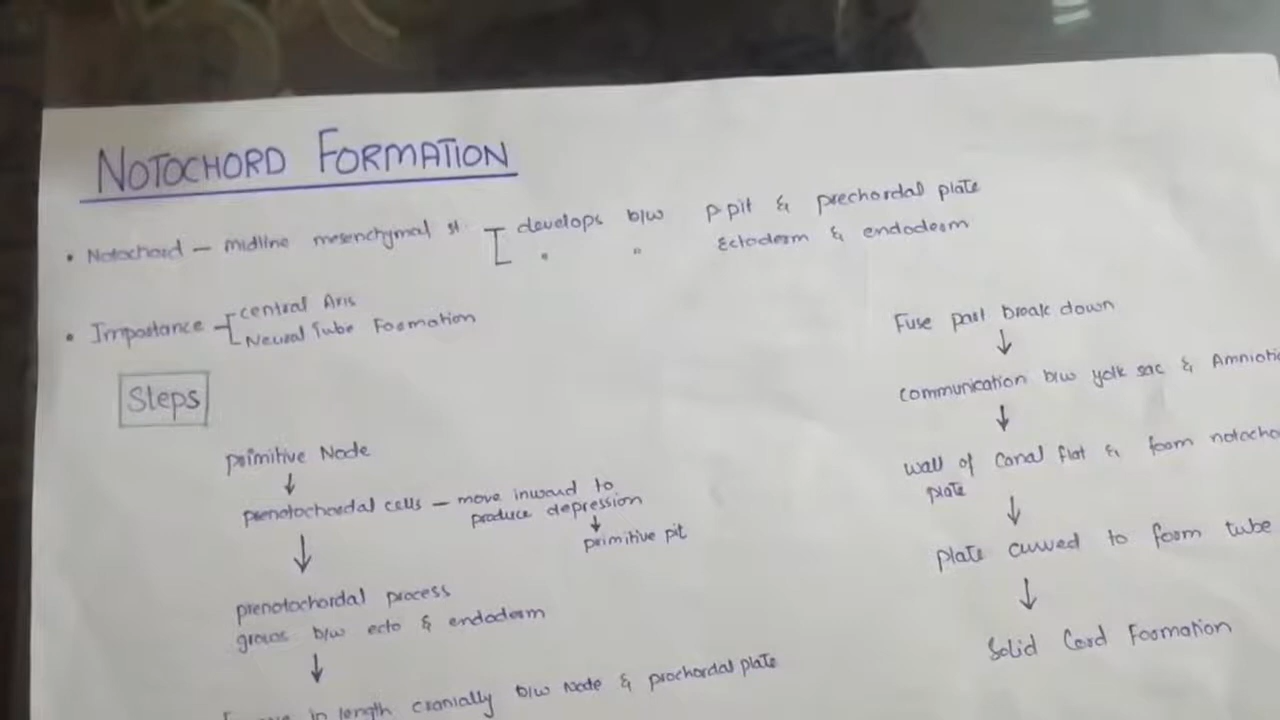 NOTOCHORD FORMATION
• Notochord – midline mesenchymal st. develops b/w p.pit & prechordal plate
" " Ectoderm & endoderm
• Importance central Axis
Neural Tube Formation
Steps
primitive Node
↓
prenotochordal cells – move inward to
produce depression
↓
primitive pit
↓
prenotochordal process
grows b/w ecto & endoderm
↓
in length cranially b/w Node & prochordal plate
Fuse part break down
↓
communication b/w yolk sac & Amnioti
↓
wall of canal flat & form notocho
plate
↓
plate curved to form tube
↓
Solid Cord Formation